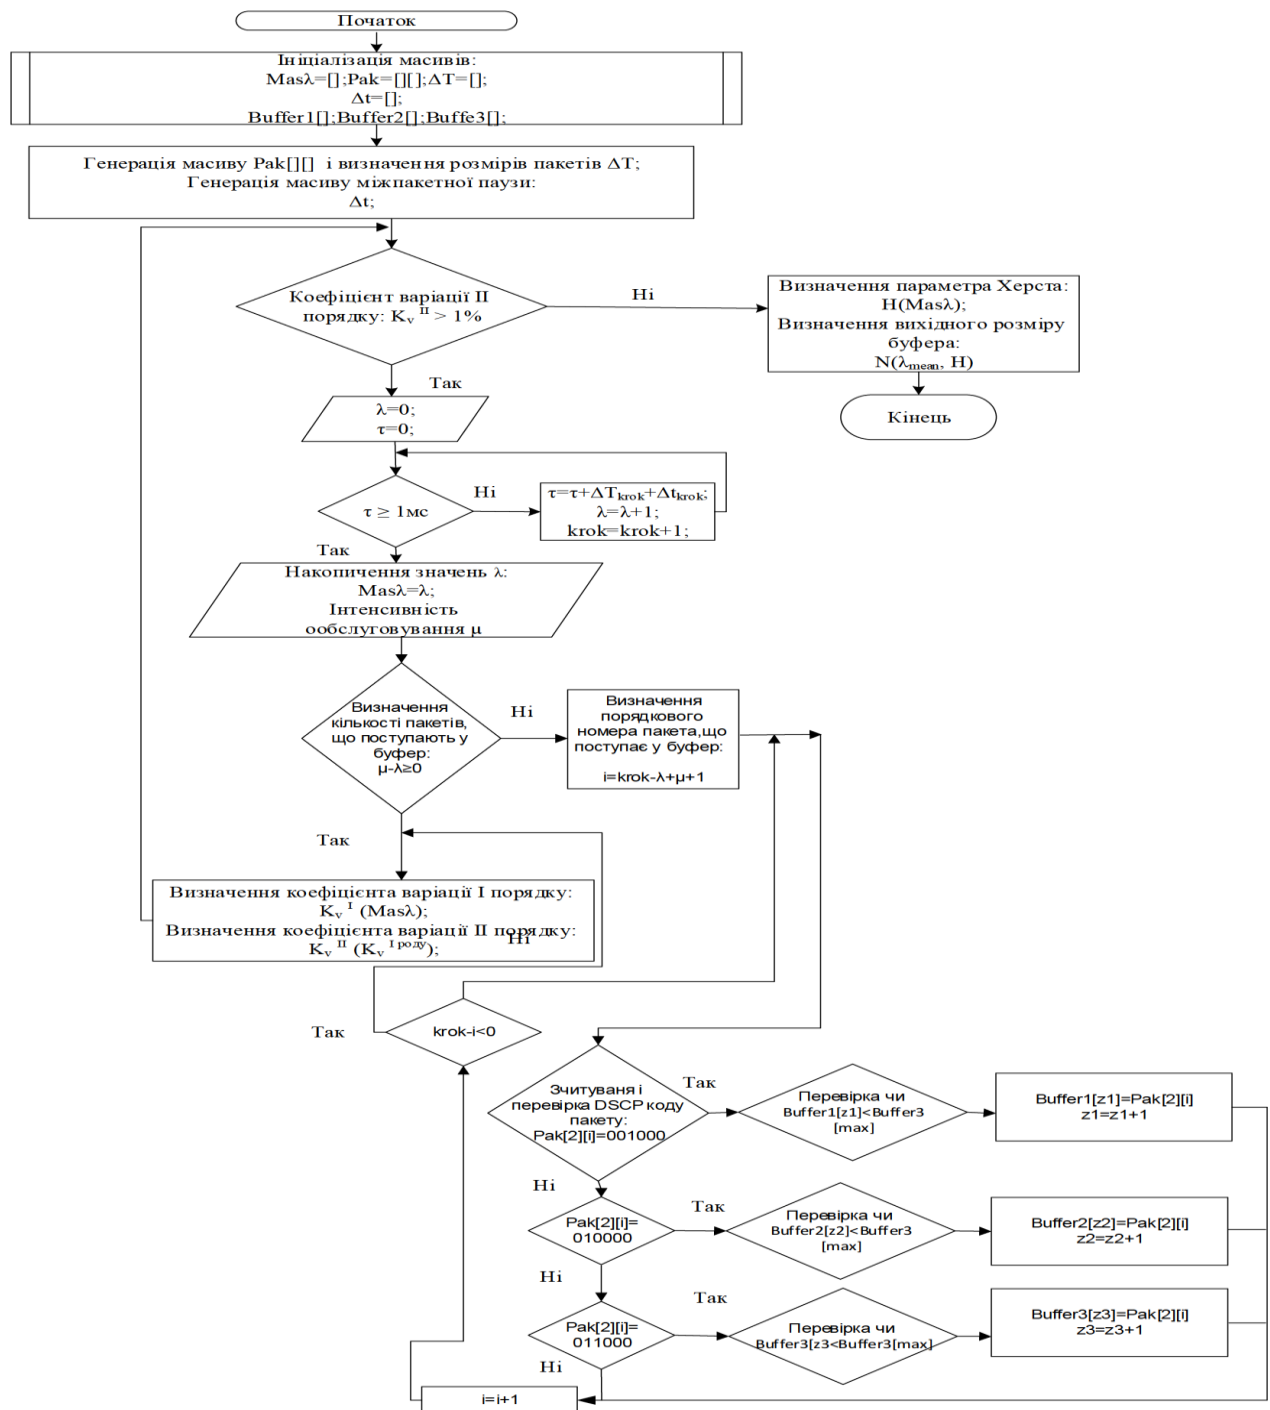 Початок
Ініціалізація масивів:
Masλ=[];Pak=[][];ΔT=[];
Δt=[];
Buffer1[];Buffer2[];Buffe3[];
Генерація масиву Pak[][] і визначення розмірів пакетів ΔT;
Генерація масиву міжпакетної паузи:
Δt;
Коефіцієнт варіації II
порядку: Kv II > 1%
Ні
Визначення параметра Херста:
H(Masλ);
Визначення вихідного розміру
буфера:
N(λmean, H)
Кінець
Так
λ=0;
τ=0;
τ ≥ 1мс
Ні
τ=τ+ΔTkrok+Δtkrok;
λ=λ+1;
krok=krok+1;
Так
Накопичення значень λ:
Masλ=λ;
Інтенсивність
ообслуговування μ
Визначення
кількості пакетів,
що поступають у
буфер:
μ-λ≥0
Ні
Визначення
порядкового
номера пакета,що
поступає у буфер:
i=krok-λ+μ+1
Так
Визначення коефіцієнта варіації I порядку:
Kv I (Masλ);
Визначення коефіцієнта варіації II порядку:
Kv II (Kv I роду);
Ні
Так
krok-i<0
Зчитуваня і
перевірка DSCP коду
пакету:
Pak[2][i]=001000
Так
Перевірка чи
Buffer1[z1]<Buffer3
[max]
Buffer1[z1]=Pak[2][i]
z1=z1+1
Ні
Pak[2][i]=
010000
Так
Перевірка чи
Buffer2[z2]<Buffer3
[max]
Buffer2[z2]=Pak[2][i]
z2=z2+1
Ні
Pak[2][i]=
011000
Так
Перевірка чи
Buffer3[z3<Buffer3[max]
Buffer3[z3]=Pak[2][i]
z3=z3+1
Ні
i=i+1